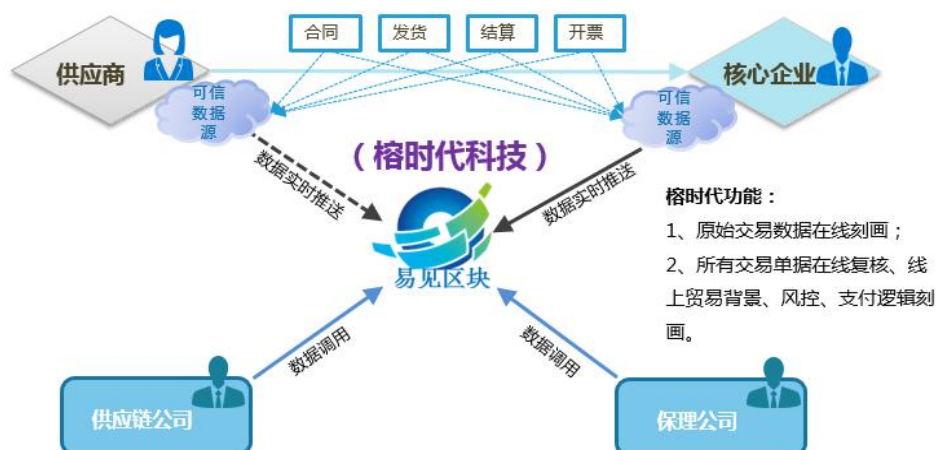 合同
发货
结算
开票
供应商
核心企业
可信
数据
源
可信
数据
源
（榕时代科技）
数据实时推送
数据实时推送
易见区块
榕时代功能：
1、原始交易数据在线刻画；
2、所有交易单据在线复核、线
上贸易背景、风控、支付逻辑刻
画。
数据调用
数据调用
供应链公司
保理公司